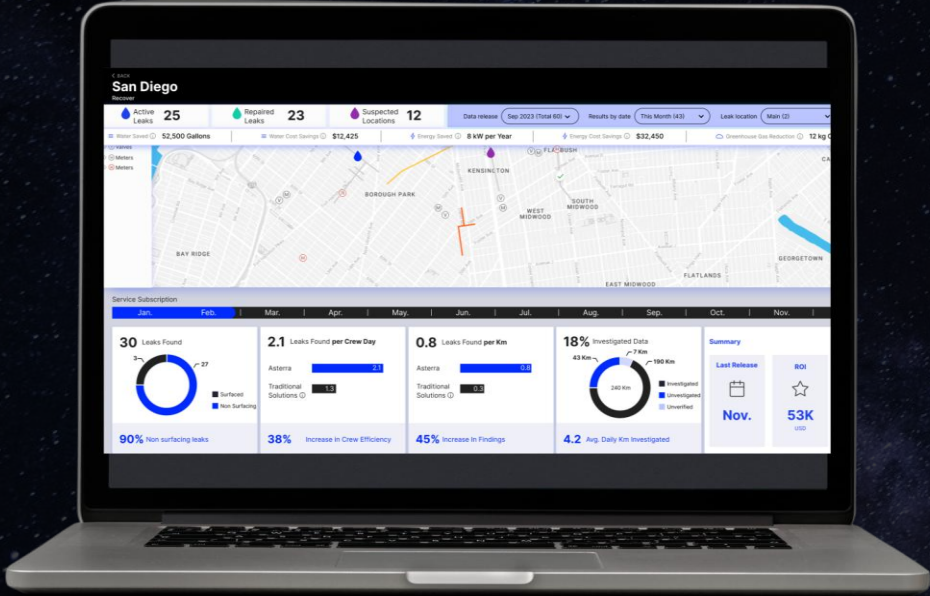 < BACK
San Diego
Recover
Active Leaks 25
Repaired Leaks 23
Suspected Locations 12
Data release Sep 2023 (Total 60)
Results by date This Month (43)
Leak location Main (2)
Water Saved 52,500 Gallons
Water Cost Savings $12,425
Energy Saved 8 kW per Year
Energy Cost Savings $32,450
Greenhouse Gas Reduction 12 kg
Meters
Meters
FLATBUSH
KENSINGTON
BOROUGH PARK
SOUTH MIDWOOD
WEST MIDWOOD
CA
BAY RIDGE
GEORGETOWN
FLATLANDS
EAST MIDWOOD
Service Subscription
Jan. Feb. | Mar. | Apr. | May. | Jun. | Jul. | Aug. | Sep. | Oct. | Nov. |
30 Leaks Found
3
27
Surfaced
Non Surfacing
90% Non surfacing leaks
2.1 Leaks Found per Crew Day
Asterra 2.1
Traditional Solutions 1.3
38% Increase in Crew Efficiency
0.8 Leaks Found per Km
Asterra 0.8
Traditional Solutions 0.3
45% Increase In Findings
18% Investigated Data
43 Km
7 Km
190 Km
240 Km
Investigated
Unvestigated
Unverified
4.2 Avg. Daily Km Investigated
Summary
Last Release
Nov.
ROI
53K
USD